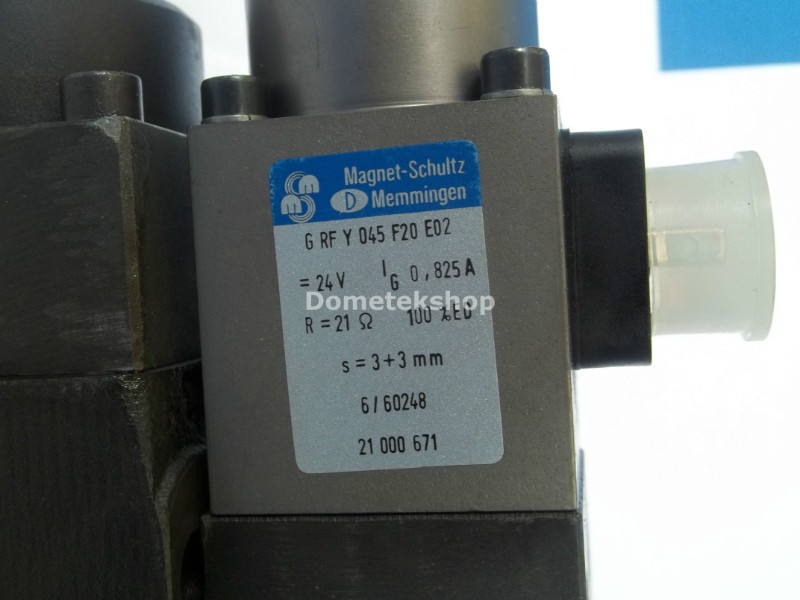 Magnet-Schultz
D Memmingen
G RF Y 045 F20 E02
= 24 V I G 0,825 A
Dometekshop
R = 21 Ω 100 % ED
s = 3 + 3 mm
6 / 60248
21 000 671